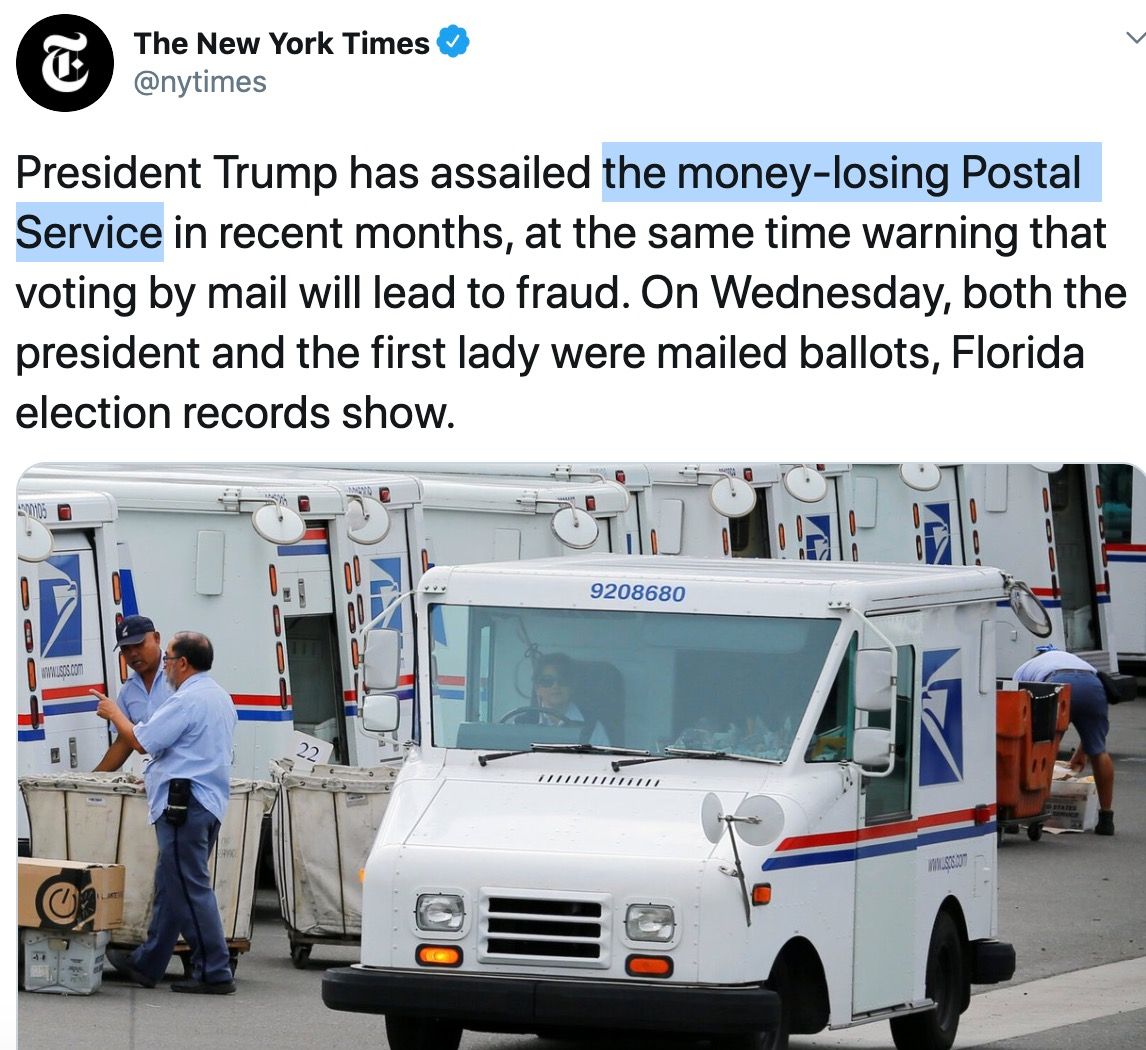 The New York Times
@nytimes
President Trump has assailed the money-losing Postal
Service in recent months, at the same time warning that
voting by mail will lead to fraud. On Wednesday, both the
president and the first lady were mailed ballots, Florida
election records show.
9208680
www.usps.com
22
www.usps.com